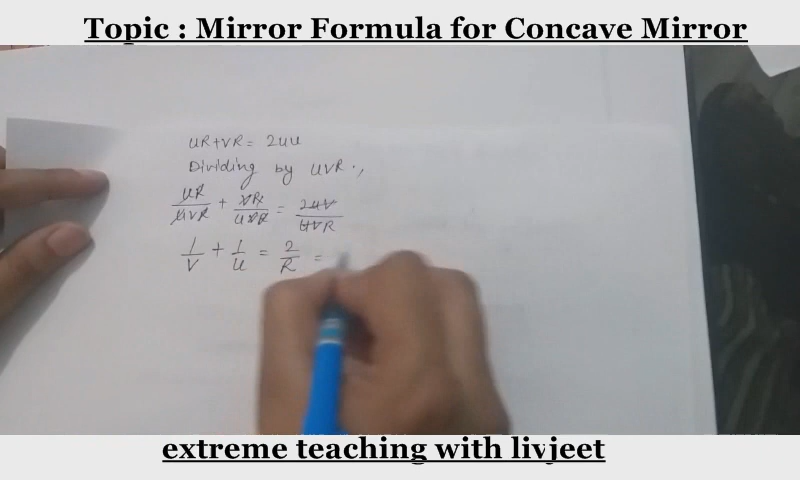 Topic : Mirror Formula for Concave Mirror
uR+vR = 2uu
Dividing by uvR.,
uR/uvR + vR/uvR = 2uv/uvR
1/v + 1/u = 2/R =
extreme teaching with livjeet